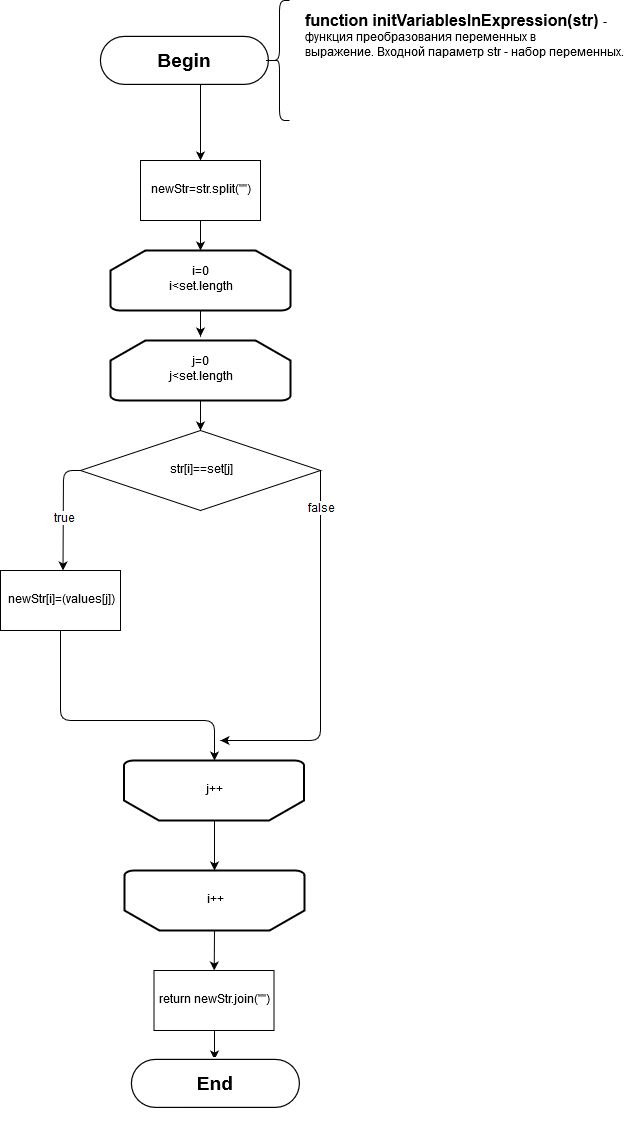 function initVariablesInExpression(str) -
функция преобразования переменных в
выражение. Входной параметр str - набор переменных.
Begin
newStr=str.split("")
i=0
i<set.length
j=0
j<set.length
str[i]==set[j]
true
false
newStr[i]=(values[j])
j++
i++
return newStr.join("")
End